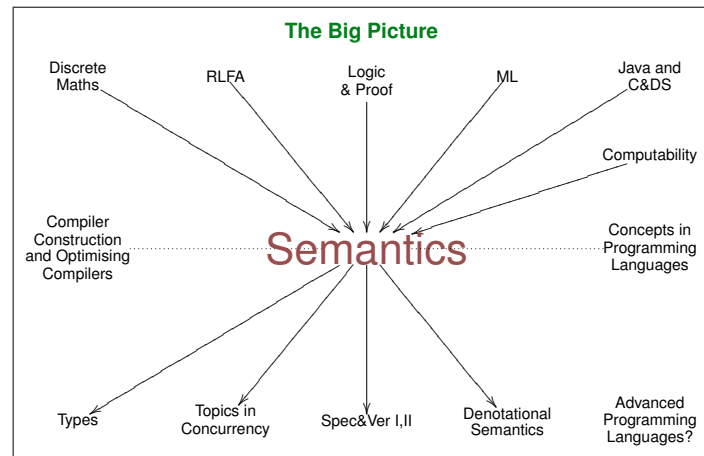 The Big Picture
Discrete
Maths
RLFA
Logic
& Proof
ML
Java and
C&DS
Computability
Compiler
Construction
and Optimising
Compilers
Semantics
Concepts in
Programming
Languages
Types
Topics in
Concurrency
Spec&Ver I,II
Denotational
Semantics
Advanced
Programming
Languages?